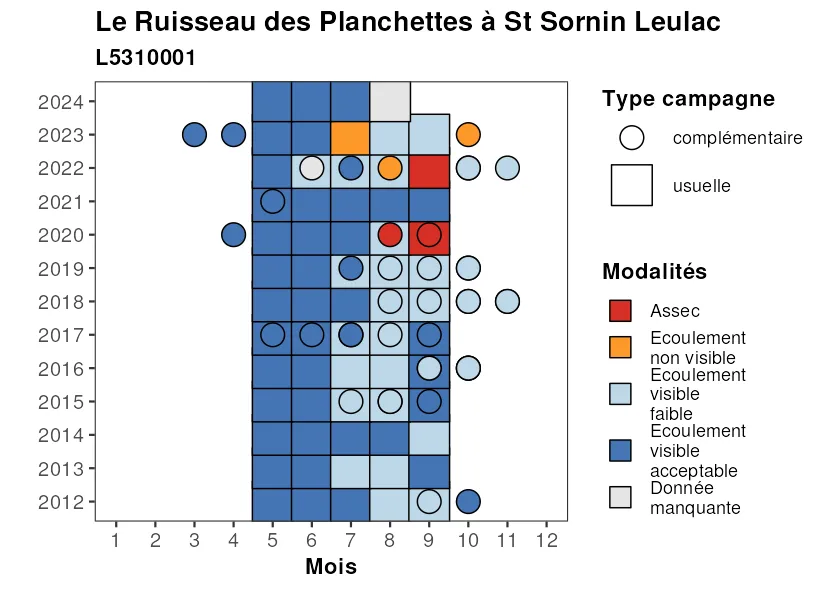 Le Ruisseau des Planchettes à St Sornin Leulac
L5310001
2024
2023
2022
2021
2020
2019
2018
2017
2016
2015
2014
2013
2012
1 2 3 4 5 6 7 8 9 10 11 12
Mois
Type campagne
complémentaire
usuelle
Modalités
Assec
Ecoulement
non visible
Ecoulement
visible
faible
Ecoulement
visible
acceptable
Donnée
manquante